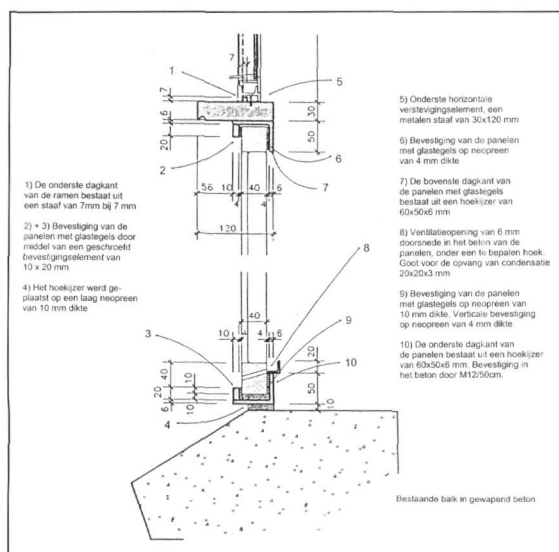 1) De onderste dagkant
van de ramen bestaat uit
een staaf van 7mm bij 7 mm
2) + 3) Bevestiging van de
panelen met glastegels door
middel van een geschroefd
bevestigingselement van
10 x 20 mm
4) Het hoekijzer werd ge-
plaatst op een laag neopreen
van 10 mm dikte
7
1
5
7
6
20
30
50
2
6
7
56 10 40 6
4 4
120
8
40
10 4 4 6
3
9
10
40
20
6
10
10
20
50
10
4
5) Onderste horizontale
verstevigingselement, een
metalen staaf van 30x120 mm
6) Bevestiging van de panelen
met glastegels op neopreen
van 4 mm dikte
7) De bovenste dagkant van
de panelen met glastegels
bestaat uit een hoekijzer van
60x50x6 mm
8) Ventilatieopening van 6 mm
doorsnede in het beton van de
panelen, onder een te bepalen hoek.
Goot voor de opvang van condensatie
20x20x3 mm
9) Bevestiging van de panelen
met glastegels op neopreen van
10 mm dikte. Verticale bevestiging
op neopreen van 4 mm dikte.
10) De onderste dagkant van
de panelen bestaat uit een hoekijzer
van 60x50x6 mm. Bevestiging in
het beton door M12/50cm.
Bestaande balk in gewapend beton